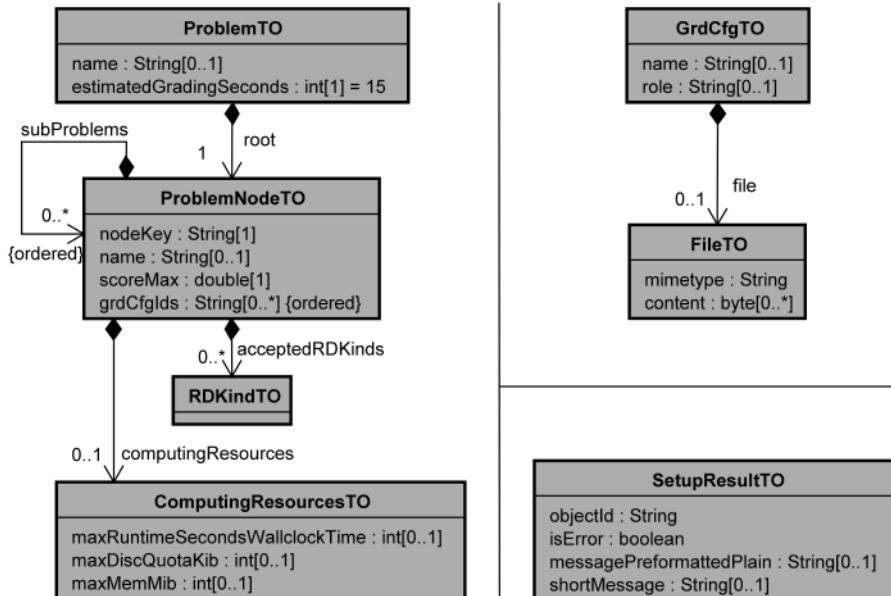 ProblemTO
name : String[0..1]
estimatedGradingSeconds : int[1] = 15
subProblems
root
1
0..*
{ordered}
ProblemNodeTO
nodeKey : String[1]
name : String[0..1]
scoreMax : double[1]
grdCfgIds : String[0..*] {ordered}
0..*
acceptedRDKinds
RDKindTO
0..1
computingResources
ComputingResourcesTO
maxRuntimeSecondsWallclockTime : int[0..1]
maxDiscQuotaKib : int[0..1]
maxMemMib : int[0..1]
GrdCfgTO
name : String[0..1]
role : String[0..1]
file
0..1
FileTO
mimetype : String
content : byte[0..*]
SetupResultTO
objectId : String
isError : boolean
messagePreformattedPlain : String[0..1]
shortMessage : String[0..1]